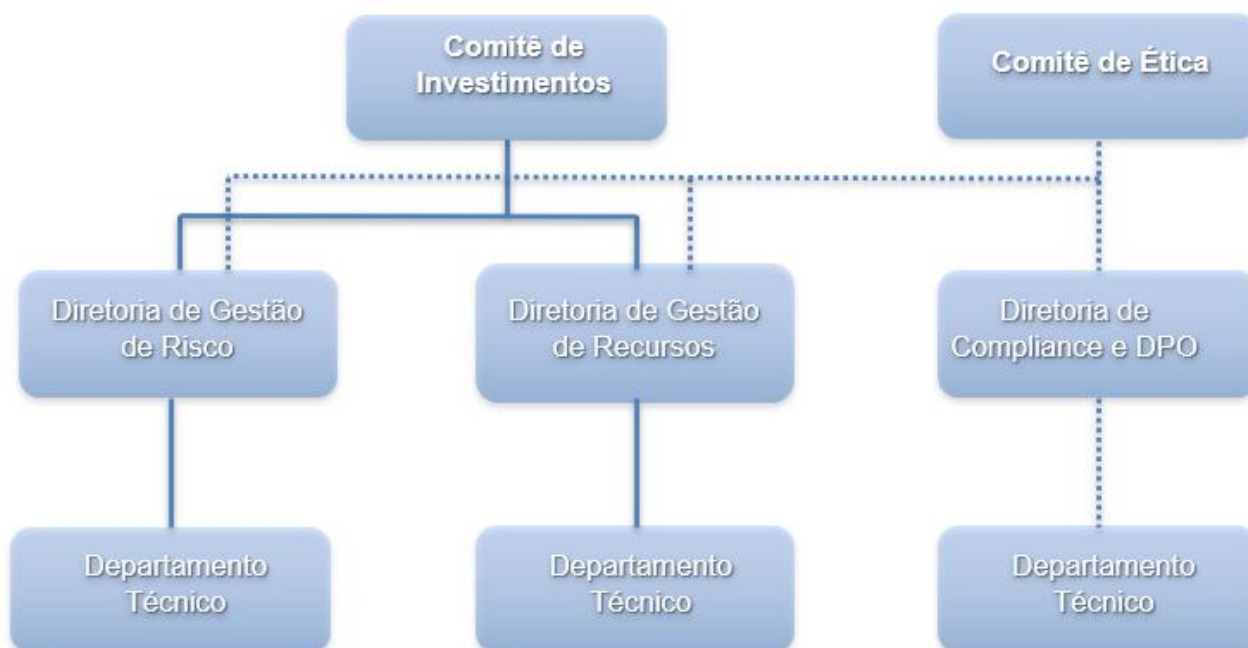 Comitê de
Investimentos
Comitê de Ética
Diretoria de Gestão
de Risco
Diretoria de Gestão
de Recursos
Diretoria de
Compliance e DPO
Departamento
Técnico
Departamento
Técnico
Departamento
Técnico